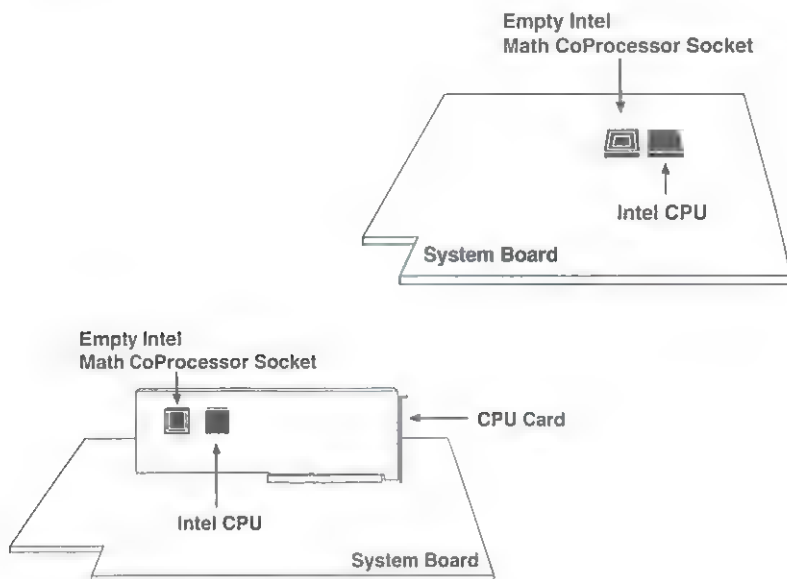 Empty Intel
Math CoProcessor Socket
Intel CPU
System Board
Empty Intel
Math CoProcessor Socket
CPU Card
Intel CPU
System Board